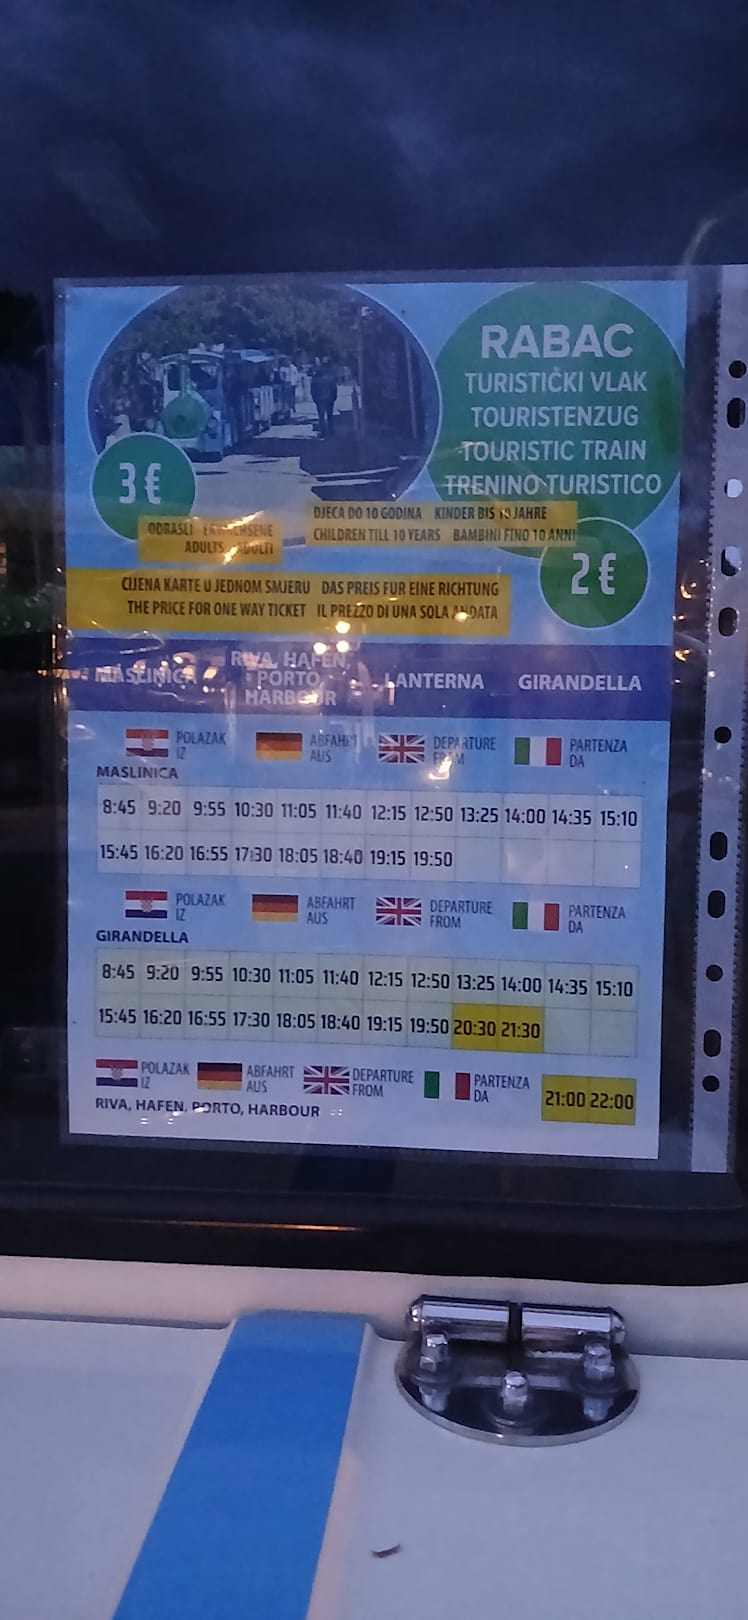 RABAC
TURISTIČKI VLAK
TOURISTENZUG
TOURISTIC TRAIN
TRENINO TURISTICO
3 €
ODRASLI ERWACHSENE
ADULTS ADULTI
DJECA DO 10 GODINA KINDER BIS 10 JAHRE
CHILDREN TILL 10 YEARS BAMBINI FINO 10 ANNI
2 €
CIJENA KARTE U JEDNOM SMJERU DAS PREIS FUR EINE RICHTUNG
THE PRICE FOR ONE WAY TICKET IL PREZZO DI UNA SOLA ANDATA
MASLINICA RIVA, HAFEN, PORTO, HARBOUR LANTERNA GIRANDELLA
POLAZAK IZ ABFAHRT AUS DEPARTURE FROM PARTENZA DA
MASLINICA
8:45 9:20 9:55 10:30 11:05 11:40 12:15 12:50 13:25 14:00 14:35 15:10
15:45 16:20 16:55 17:30 18:05 18:40 19:15 19:50
POLAZAK IZ ABFAHRT AUS DEPARTURE FROM PARTENZA DA
GIRANDELLA
8:45 9:20 9:55 10:30 11:05 11:40 12:15 12:50 13:25 14:00 14:35 15:10
15:45 16:20 16:55 17:30 18:05 18:40 19:15 19:50 20:30 21:30
POLAZAK IZ ABFAHRT AUS DEPARTURE FROM PARTENZA DA
RIVA, HAFEN, PORTO, HARBOUR
21:00 22:00